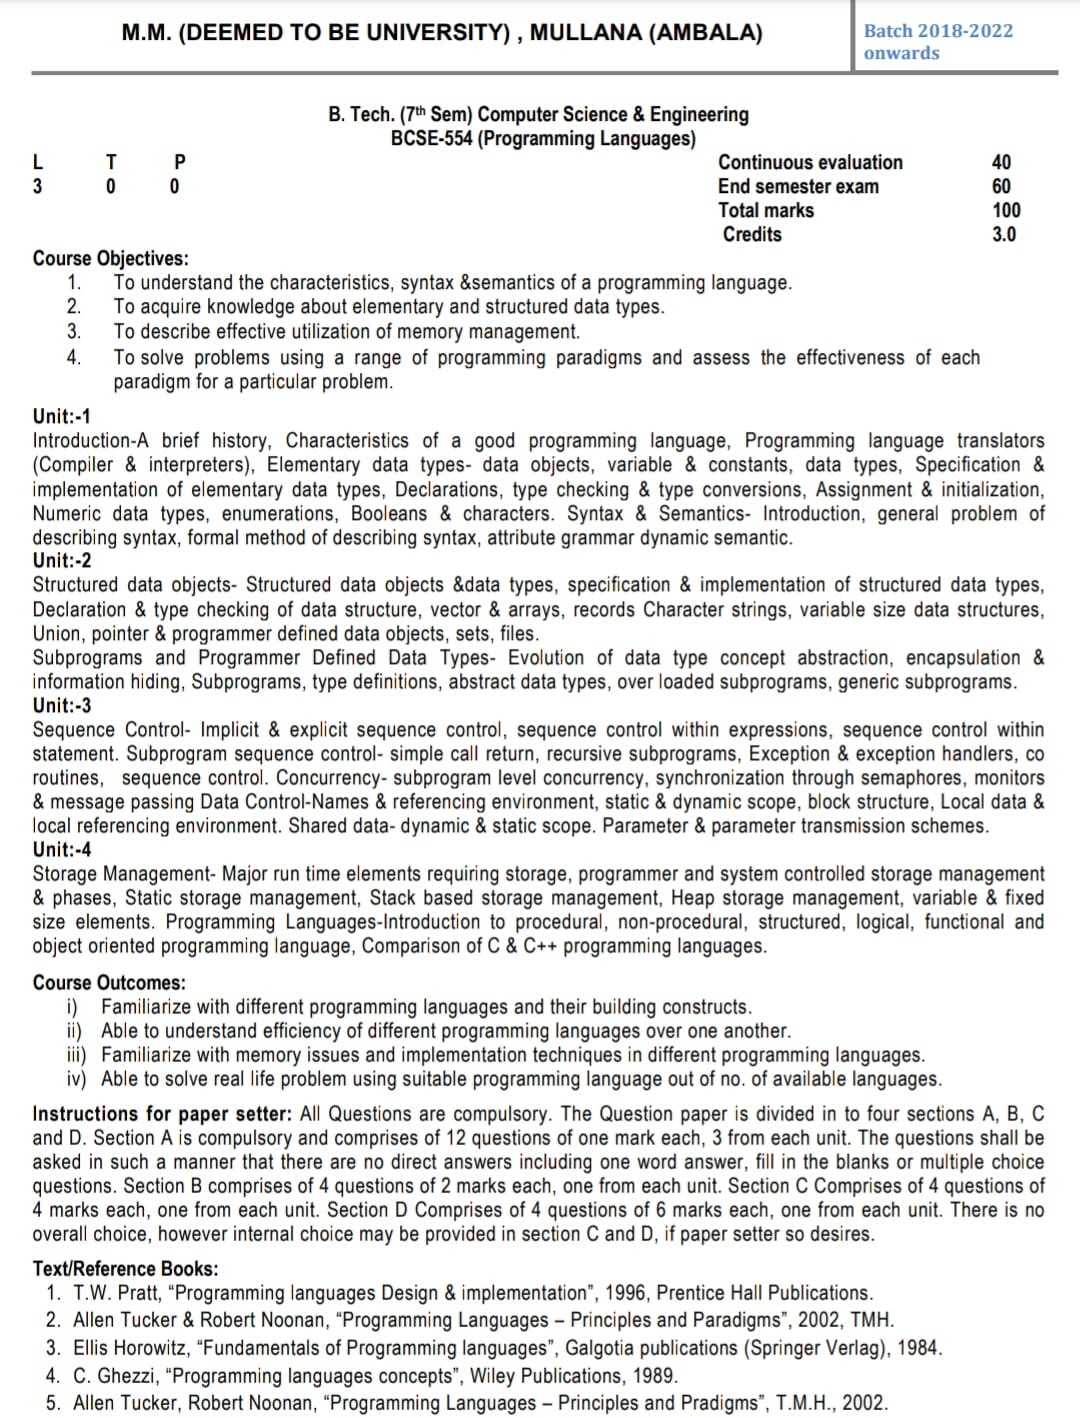 M.M. (DEEMED TO BE UNIVERSITY) , MULLANA (AMBALA)
Batch 2018-2022
onwards
B. Tech. (7th Sem) Computer Science & Engineering
BCSE-554 (Programming Languages)
L T P Continuous evaluation 40
3 0 0 End semester exam 60
Total marks 100
Credits 3.0
Course Objectives:
1. To understand the characteristics, syntax &semantics of a programming language.
2. To acquire knowledge about elementary and structured data types.
3. To describe effective utilization of memory management.
4. To solve problems using a range of programming paradigms and assess the effectiveness of each
paradigm for a particular problem.
Unit:-1
Introduction-A brief history, Characteristics of a good programming language, Programming language translators
(Compiler & interpreters), Elementary data types- data objects, variable & constants, data types, Specification &
implementation of elementary data types, Declarations, type checking & type conversions, Assignment & initialization,
Numeric data types, enumerations, Booleans & characters. Syntax & Semantics- Introduction, general problem of
describing syntax, formal method of describing syntax, attribute grammar dynamic semantic.
Unit:-2
Structured data objects- Structured data objects &data types, specification & implementation of structured data types,
Declaration & type checking of data structure, vector & arrays, records Character strings, variable size data structures,
Union, pointer & programmer defined data objects, sets, files.
Subprograms and Programmer Defined Data Types- Evolution of data type concept abstraction, encapsulation &
information hiding, Subprograms, type definitions, abstract data types, over loaded subprograms, generic subprograms.
Unit:-3
Sequence Control- Implicit & explicit sequence control, sequence control within expressions, sequence control within
statement. Subprogram sequence control- simple call return, recursive subprograms, Exception & exception handlers, co
routines, sequence control. Concurrency- subprogram level concurrency, synchronization through semaphores, monitors
& message passing Data Control-Names & referencing environment, static & dynamic scope, block structure, Local data &
local referencing environment. Shared data- dynamic & static scope. Parameter & parameter transmission schemes.
Unit:-4
Storage Management- Major run time elements requiring storage, programmer and system controlled storage management
& phases, Static storage management, Stack based storage management, Heap storage management, variable & fixed
size elements. Programming Languages-Introduction to procedural, non-procedural, structured, logical, functional and
object oriented programming language, Comparison of C & C++ programming languages.
Course Outcomes:
i) Familiarize with different programming languages and their building constructs.
ii) Able to understand efficiency of different programming languages over one another.
iii) Familiarize with memory issues and implementation techniques in different programming languages.
iv) Able to solve real life problem using suitable programming language out of no. of available languages.
Instructions for paper setter: All Questions are compulsory. The Question paper is divided in to four sections A, B, C
and D. Section A is compulsory and comprises of 12 questions of one mark each, 3 from each unit. The questions shall be
asked in such a manner that there are no direct answers including one word answer, fill in the blanks or multiple choice
questions. Section B comprises of 4 questions of 2 marks each, one from each unit. Section C Comprises of 4 questions of
4 marks each, one from each unit. Section D Comprises of 4 questions of 6 marks each, one from each unit. There is no
overall choice, however internal choice may be provided in section C and D, if paper setter so desires.
Text/Reference Books:
1. T.W. Pratt, “Programming languages Design & implementation”, 1996, Prentice Hall Publications.
2. Allen Tucker & Robert Noonan, “Programming Languages – Principles and Paradigms”, 2002, TMH.
3. Ellis Horowitz, “Fundamentals of Programming languages”, Galgotia publications (Springer Verlag), 1984.
4. C. Ghezzi, “Programming languages concepts”, Wiley Publications, 1989.
5. Allen Tucker, Robert Noonan, “Programming Languages – Principles and Pradigms”, T.M.H., 2002.